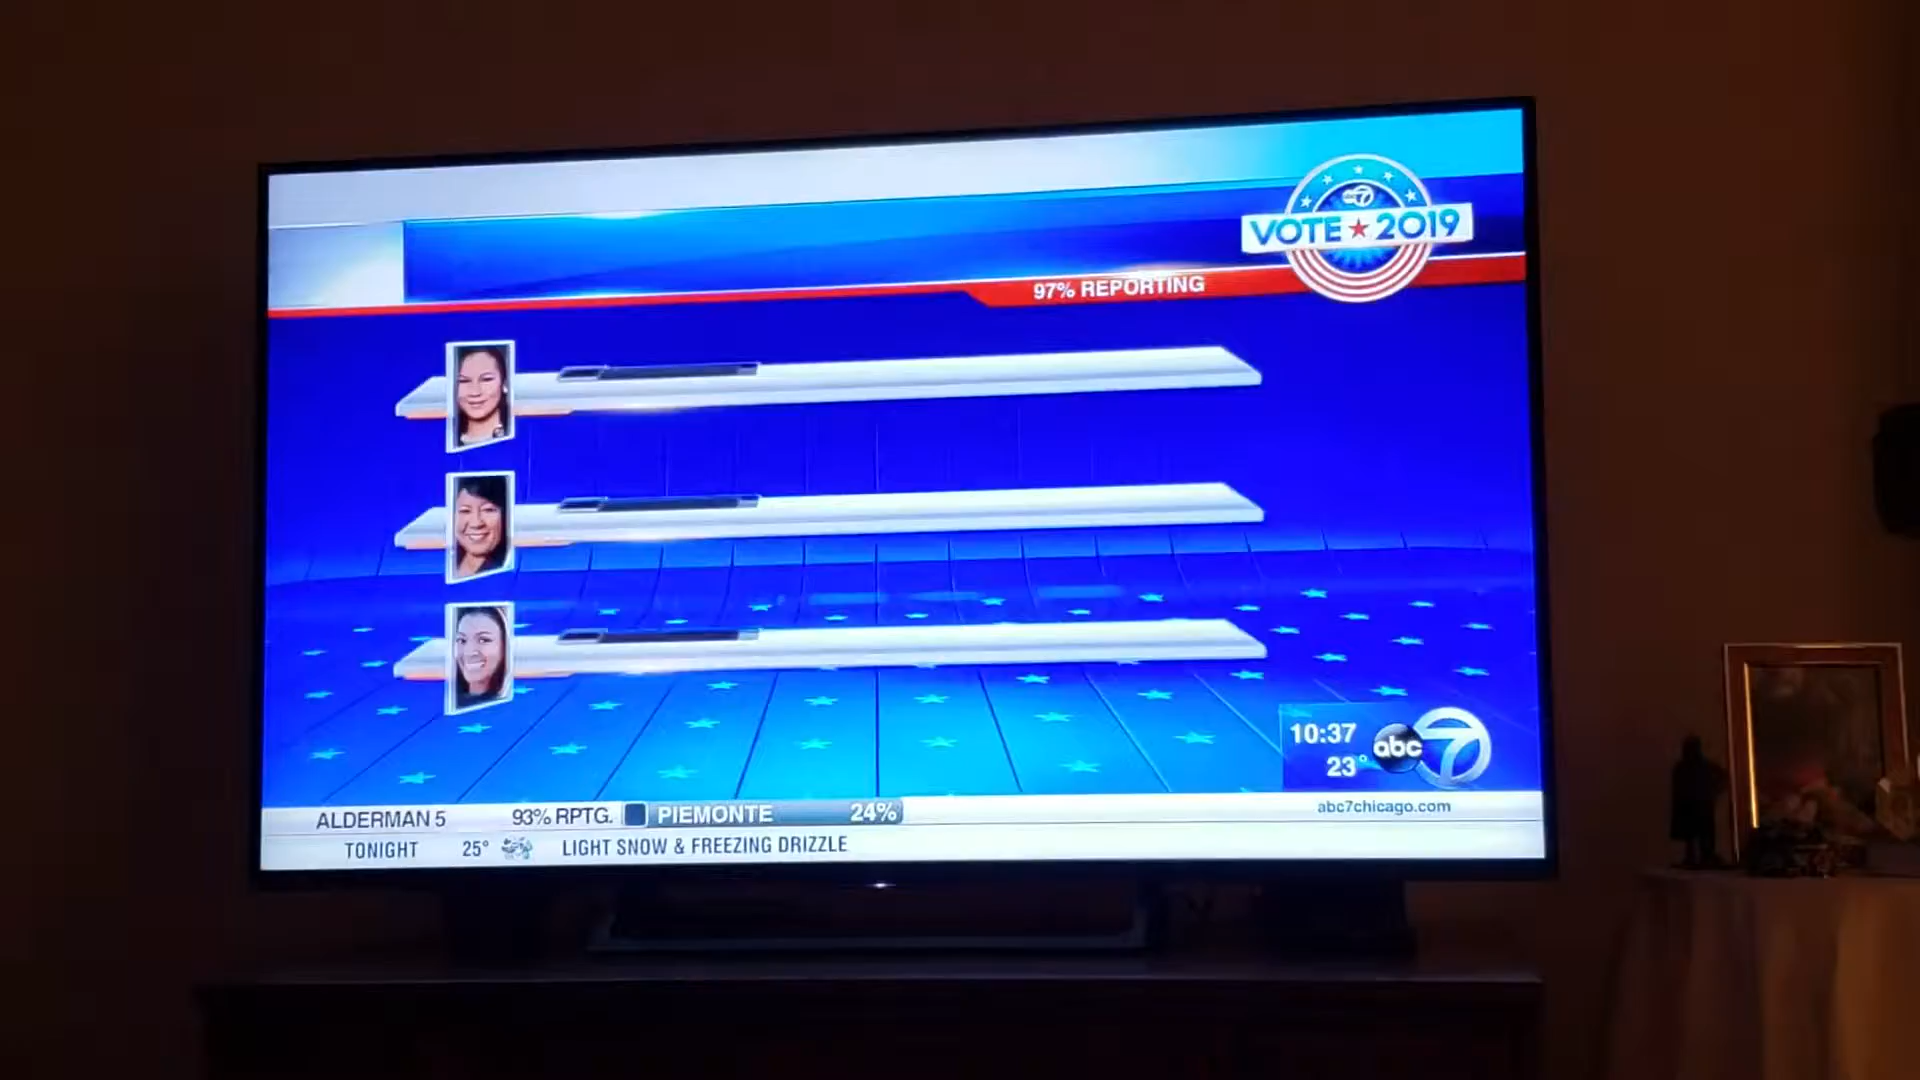 7
VOTE ★ 2019
97% REPORTING
10:37
23°
abc 7
ALDERMAN 5 93% RPTG. PIEMONTE 24%
abc7chicago.com
TONIGHT 25° LIGHT SNOW & FREEZING DRIZZLE